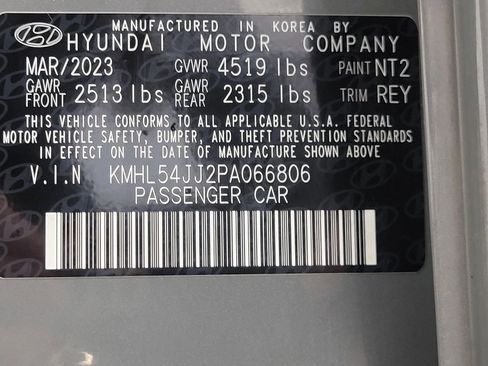 MANUFACTURED IN KOREA BY
HYUNDAI MOTOR COMPANY
MAR/2023 GVWR 4519 lbs PAINT NT2
GAWR FRONT 2513 lbs GAWR REAR 2315 lbs TRIM REY
THIS VEHICLE CONFORMS TO ALL APPLICABLE U.S.A. FEDERAL
MOTOR VEHICLE SAFETY, BUMPER, AND THEFT PREVENTION STANDARDS
IN EFFECT ON THE DATE OF MANUFACTURE SHOWN ABOVE.
V.I.N KMHL54JJ2PA066806
PASSENGER CAR